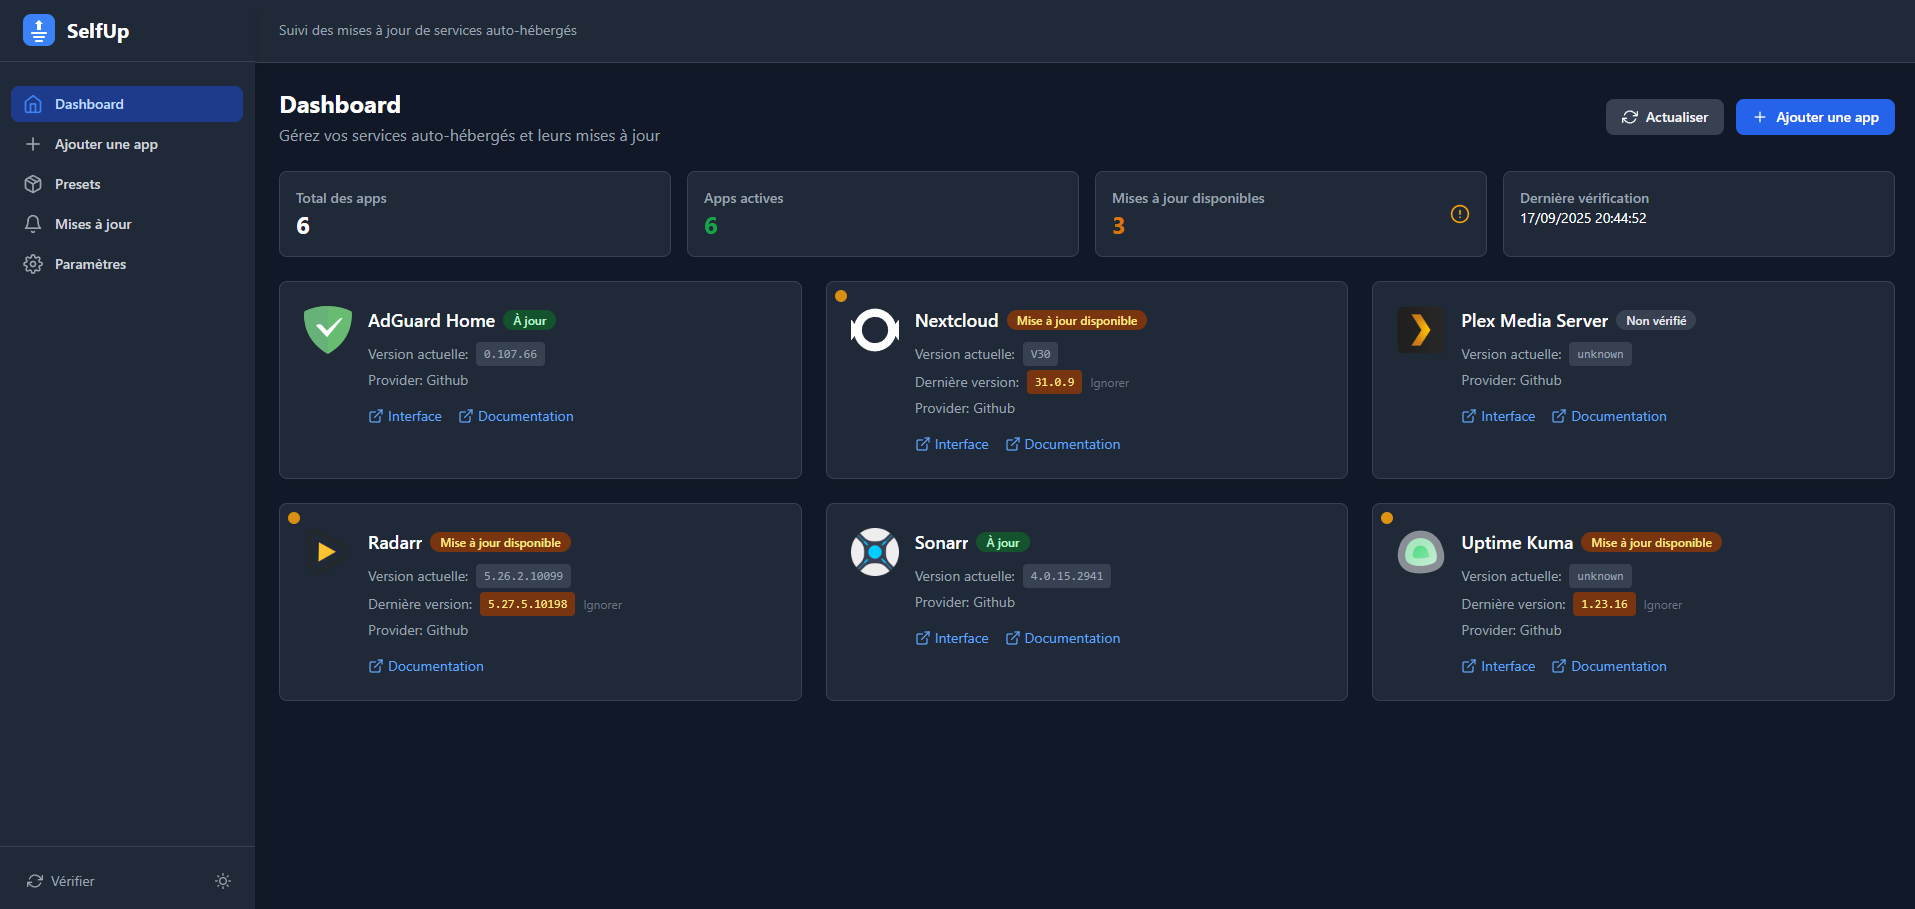 SelfUp
Suivi des mises à jour de services auto-hébergés
Dashboard
Ajouter une app
Presets
Mises à jour
Paramètres
Vérifier
Dashboard
Gérez vos services auto-hébergés et leurs mises à jour
Actualiser
Ajouter une app
Total des apps
6
Apps actives
6
Mises à jour disponibles
3
Dernière vérification
17/09/2025 20:44:52
AdGuard Home À jour
Version actuelle: 0.107.66
Provider: Github
Interface Documentation
Nextcloud Mise à jour disponible
Version actuelle: V30
Dernière version: 31.0.9 Ignorer
Provider: Github
Interface Documentation
Plex Media Server Non vérifié
Version actuelle: unknown
Provider: Github
Interface Documentation
Radarr Mise à jour disponible
Version actuelle: 5.26.2.10099
Dernière version: 5.27.5.10198 Ignorer
Provider: Github
Documentation
Sonarr À jour
Version actuelle: 4.0.15.2941
Provider: Github
Interface Documentation
Uptime Kuma Mise à jour disponible
Version actuelle: unknown
Dernière version: 1.23.16 Ignorer
Provider: Github
Interface Documentation